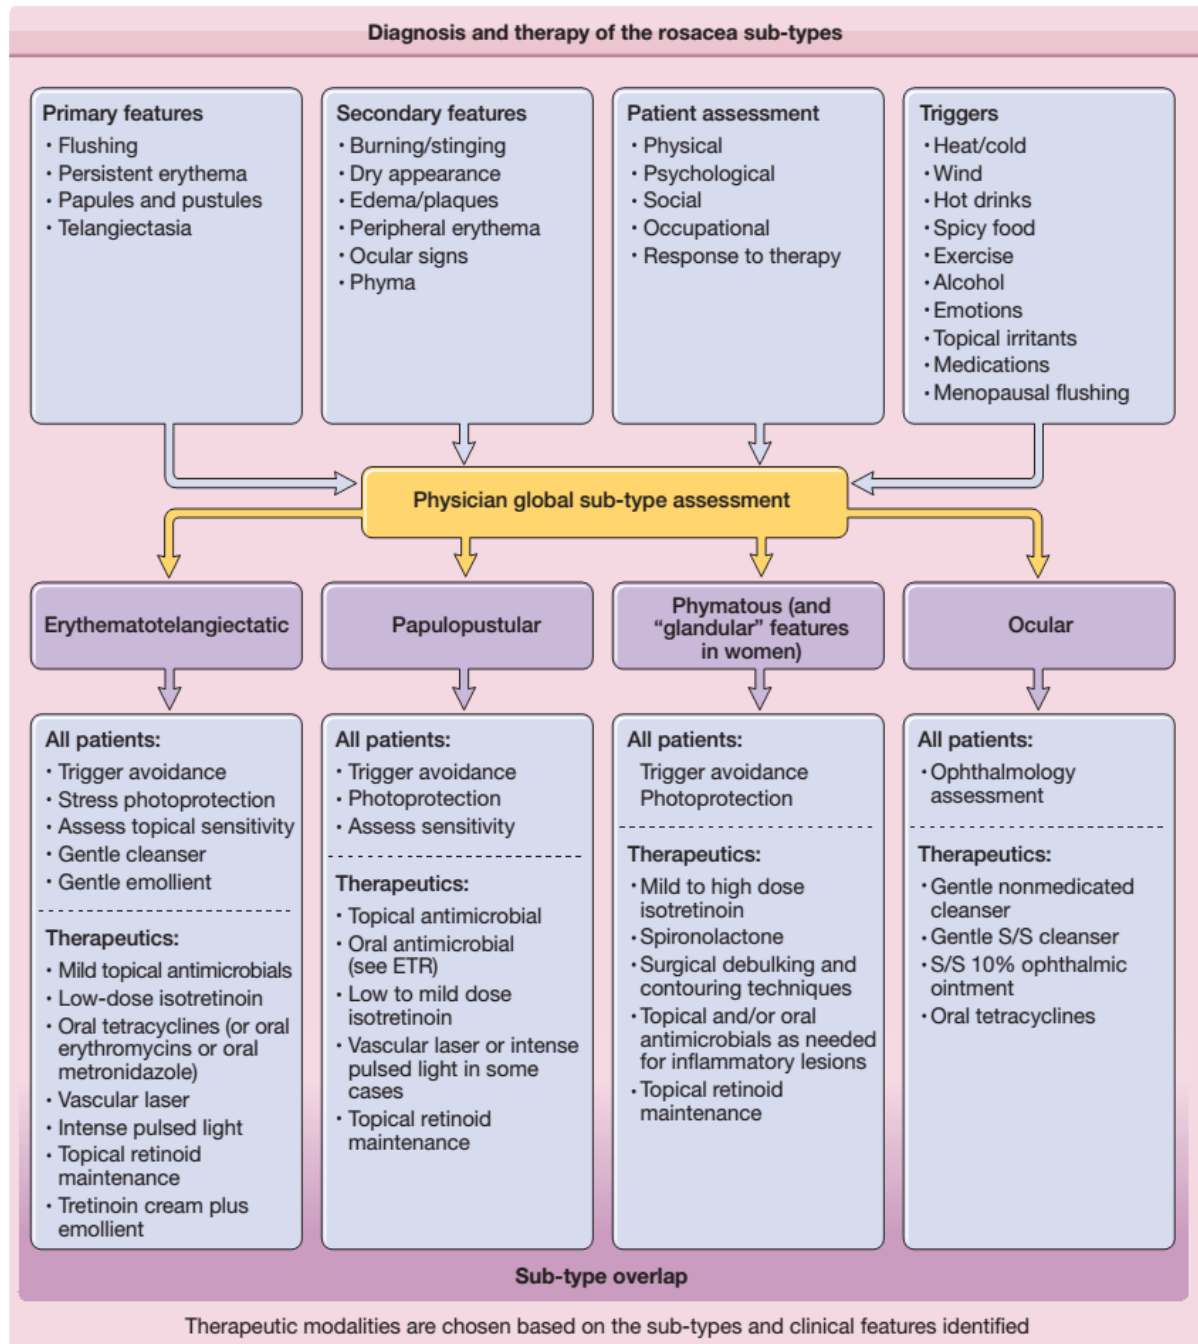 Diagnosis and therapy of the rosacea sub-types
Primary features
· Flushing
· Persistent erythema
· Papules and pustules
· Telangiectasia
Secondary features
· Burning/stinging
· Dry appearance
· Edema/plaques
· Peripheral erythema
· Ocular signs
· Phyma
Patient assessment
· Physical
· Psychological
· Social
· Occupational
· Response to therapy
Triggers
· Heat/cold
· Wind
· Hot drinks
· Spicy food
· Exercise
· Alcohol
· Emotions
· Topical irritants
· Medications
· Menopausal flushing
Physician global sub-type assessment
Erythematotelangiectatic
Papulopustular
Phymatous (and
“glandular” features
in women)
Ocular
All patients:
· Trigger avoidance
· Stress photoprotection
· Assess topical sensitivity
· Gentle cleanser
· Gentle emollient
Therapeutics:
· Mild topical antimicrobials
· Low-dose isotretinoin
· Oral tetracyclines (or oral
erythromycins or oral
metronidazole)
· Vascular laser
· Intense pulsed light
· Topical retinoid
maintenance
· Tretinoin cream plus
emollient
All patients:
· Trigger avoidance
· Photoprotection
· Assess sensitivity
Therapeutics:
· Topical antimicrobial
· Oral antimicrobial
(see ETR)
· Low to mild dose
isotretinoin
· Vascular laser or intense
pulsed light in some
cases
· Topical retinoid
maintenance
All patients:
Trigger avoidance
Photoprotection
Therapeutics:
· Mild to high dose
isotretinoin
· Spironolactone
· Surgical debulking and
contouring techniques
· Topical and/or oral
antimicrobials as needed
for inflammatory lesions
· Topical retinoid
maintenance
All patients:
· Ophthalmology
assessment
Therapeutics:
· Gentle nonmedicated
cleanser
· Gentle S/S cleanser
· S/S 10% ophthalmic
ointment
· Oral tetracyclines
Sub-type overlap
Therapeutic modalities are chosen based on the sub-types and clinical features identified